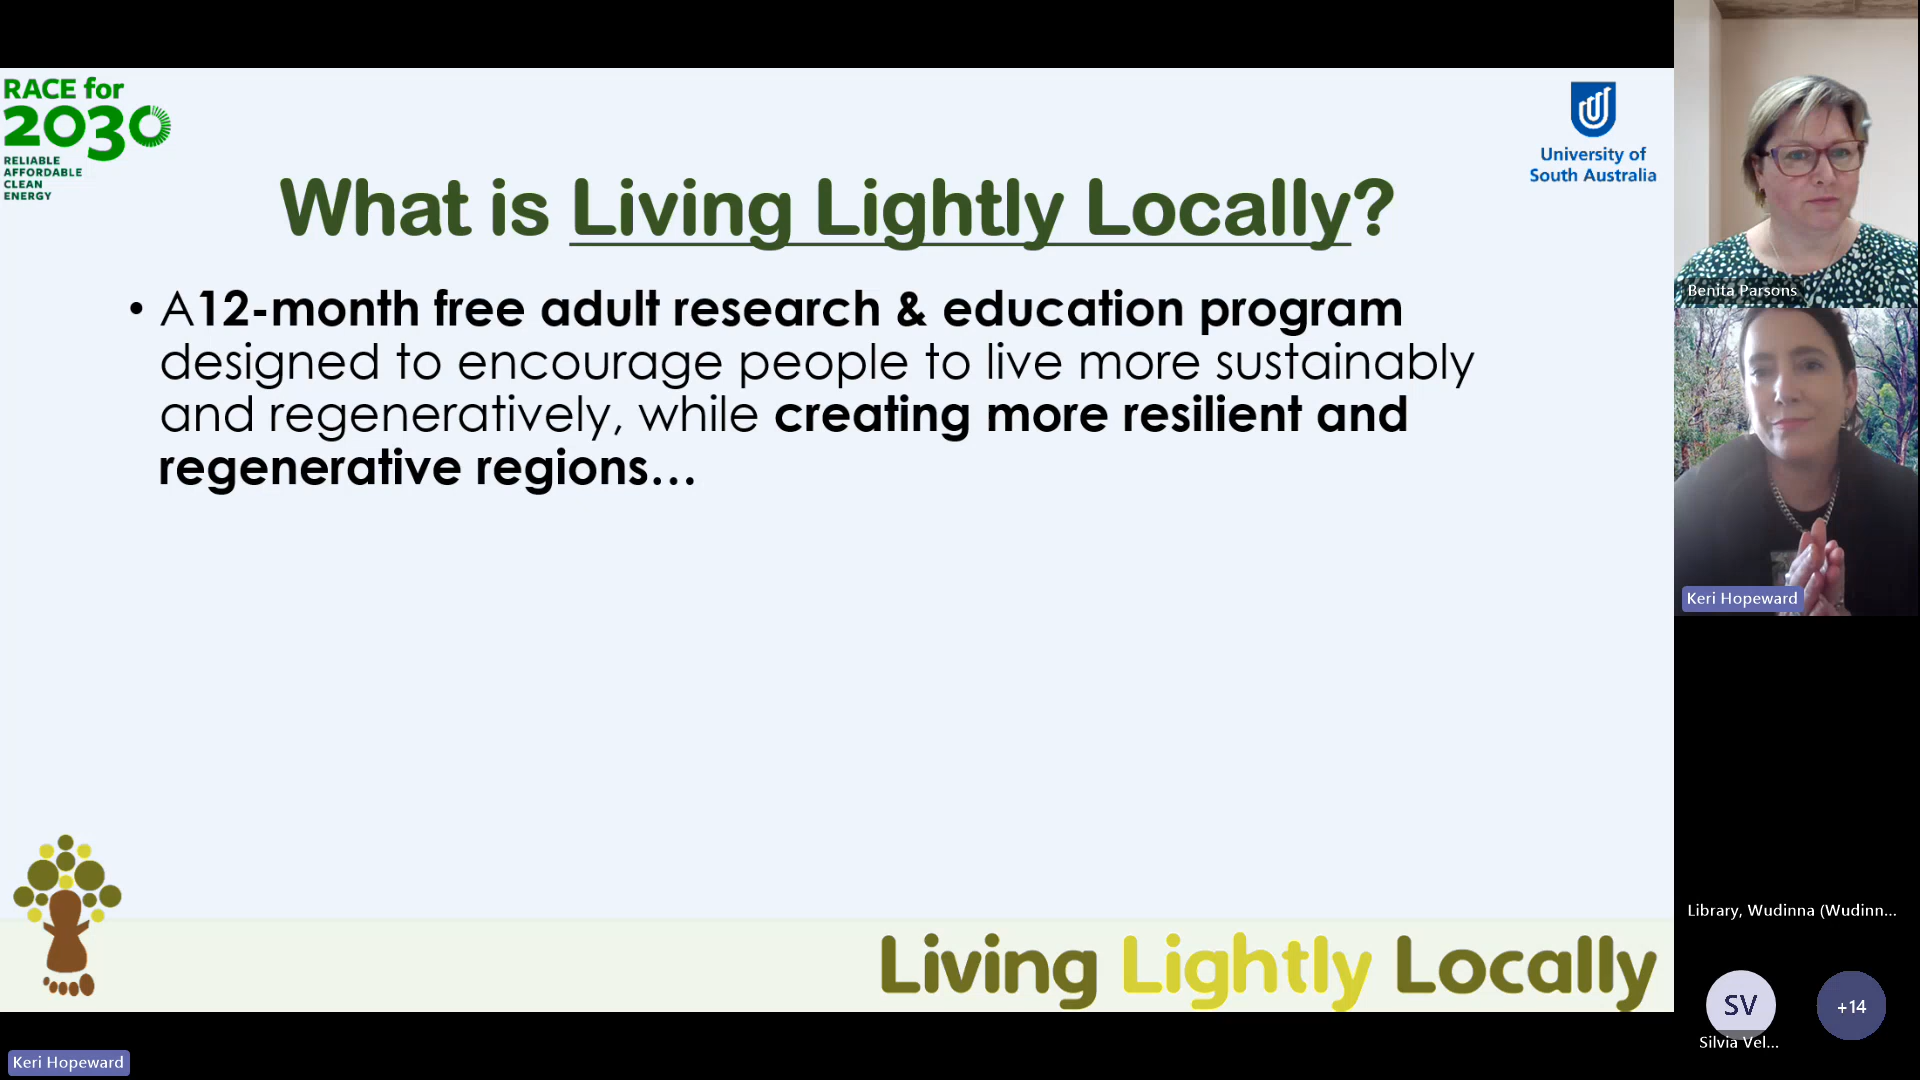 RACE for
2030
RELIABLE
AFFORDABLE
CLEAN
ENERGY
University of
South Australia
What is Living Lightly Locally?
• A12-month free adult research & education program
designed to encourage people to live more sustainably
and regeneratively, while creating more resilient and
regenerative regions…
Living Lightly Locally
Benita Parsons
Keri Hopeward
Library, Wudinna (Wudinn...
SV
+14
Silvia Vel...
Keri Hopeward